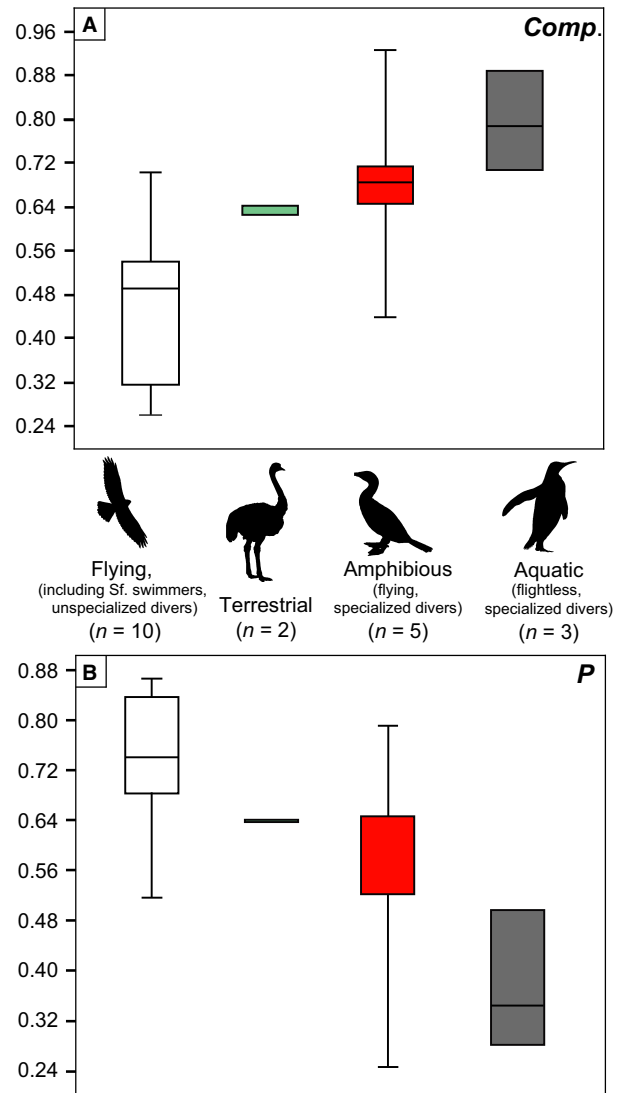 A
Comp.
0.96
0.88
0.80
0.72
0.64
0.56
0.48
0.40
0.32
0.24
Flying,
(including Sf. swimmers,
unspecialized divers)
(n = 10)
Terrestrial
(n = 2)
Amphibious
(flying,
specialized divers)
(n = 5)
Aquatic
(flightless,
specialized divers)
(n = 3)
B
P
0.88
0.80
0.72
0.64
0.56
0.48
0.40
0.32
0.24